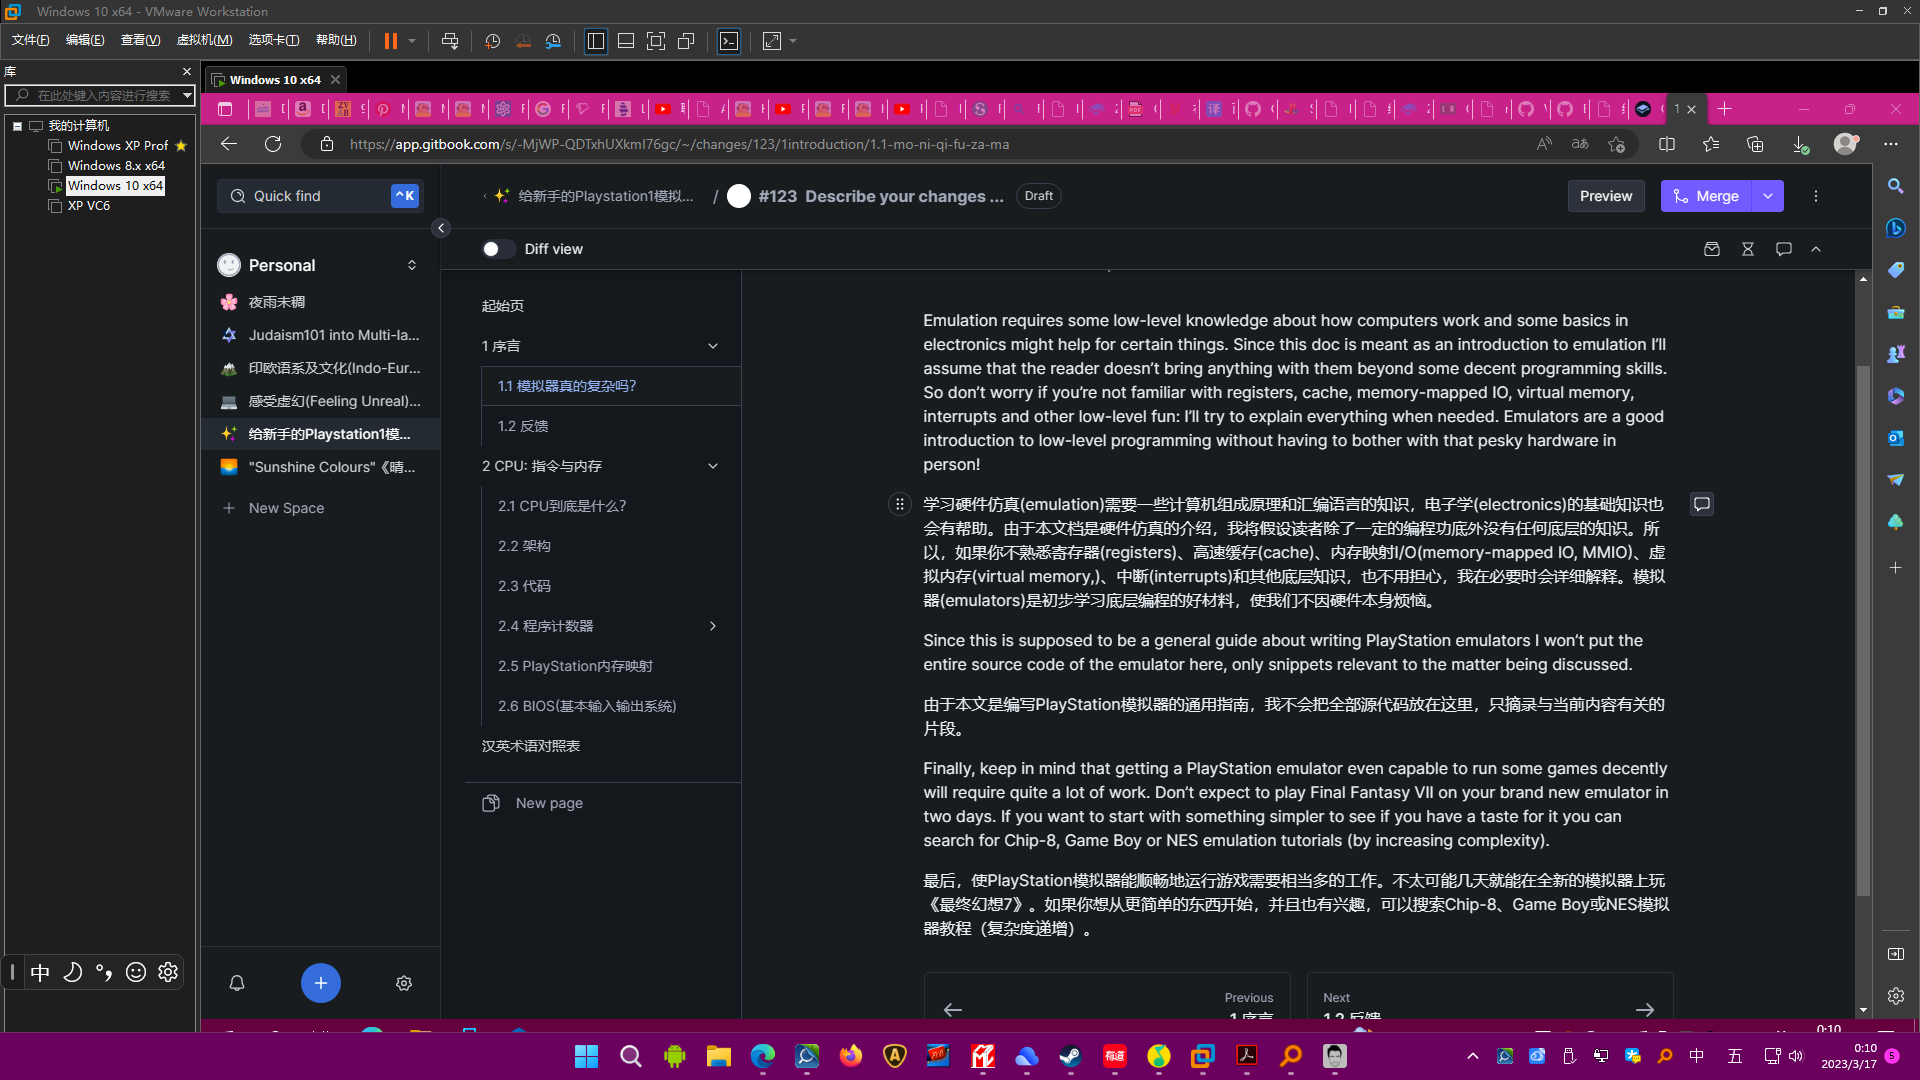 Windows 10 x64 - VMware Workstation
文件(F) 编辑(E) 查看(V) 虚拟机(M) 选项卡(T) 帮助(H)
库
在此处键入内容进行搜索
我的计算机
Windows XP Prof
Windows 8.x x64
Windows 10 x64
XP VC6
Windows 10 x64
https://app.gitbook.com/s/-MjWP-QDTxhUXkmI76gc/~/changes/123/1introduction/1.1-mo-ni-qi-fu-za-ma
Quick find
^K
给新手的Playstation1模拟... / #123 Describe your changes ... Draft
Preview
Merge
Diff view
Personal
夜雨未稠
Judaism101 into Multi-la...
印欧语系及文化(Indo-Eur...
感受虚幻(Feeling Unreal)...
给新手的Playstation1模...
"Sunshine Colours"《晴...
New Space
起始页
1 序言
1.1 模拟器真的复杂吗?
1.2 反馈
2 CPU: 指令与内存
2.1 CPU到底是什么?
2.2 架构
2.3 代码
2.4 程序计数器
2.5 PlayStation内存映射
2.6 BIOS(基本输入输出系统)
汉英术语对照表
New page
Emulation requires some low-level knowledge about how computers work and some basics in
electronics might help for certain things. Since this doc is meant as an introduction to emulation I’ll
assume that the reader doesn’t bring anything with them beyond some decent programming skills.
So don’t worry if you’re not familiar with registers, cache, memory-mapped IO, virtual memory,
interrupts and other low-level fun: I’ll try to explain everything when needed. Emulators are a good
introduction to low-level programming without having to bother with that pesky hardware in
person!
学习硬件仿真(emulation)需要一些计算机组成原理和汇编语言的知识，电子学(electronics)的基础知识也
会有帮助。由于本文档是硬件仿真的介绍，我将假设读者除了一定的编程功底外没有任何底层的知识。所
以，如果你不熟悉寄存器(registers)、高速缓存(cache)、内存映射I/O(memory-mapped IO, MMIO)、虚
拟内存(virtual memory,)、中断(interrupts)和其他底层知识，也不用担心，我在必要时会详细解释。模拟
器(emulators)是初步学习底层编程的好材料，使我们不因硬件本身烦恼。
Since this is supposed to be a general guide about writing PlayStation emulators I won’t put the
entire source code of the emulator here, only snippets relevant to the matter being discussed.
由于本文是编写PlayStation模拟器的通用指南，我不会把全部源代码放在这里，只摘录与当前内容有关的
片段。
Finally, keep in mind that getting a PlayStation emulator even capable to run some games decently
will require quite a lot of work. Don’t expect to play Final Fantasy VII on your brand new emulator in
two days. If you want to start with something simpler to see if you have a taste for it you can
search for Chip-8, Game Boy or NES emulation tutorials (by increasing complexity).
最后，使PlayStation模拟器能顺畅地运行游戏需要相当多的工作。不太可能几天就能在全新的模拟器上玩
《最终幻想7》。如果你想从更简单的东西开始，并且也有兴趣，可以搜索Chip-8、Game Boy或NES模拟
器教程（复杂度递增）。
Previous
1 序言
Next
1.2 反馈
中
0:10
中 五
0:10
2023/3/17
5